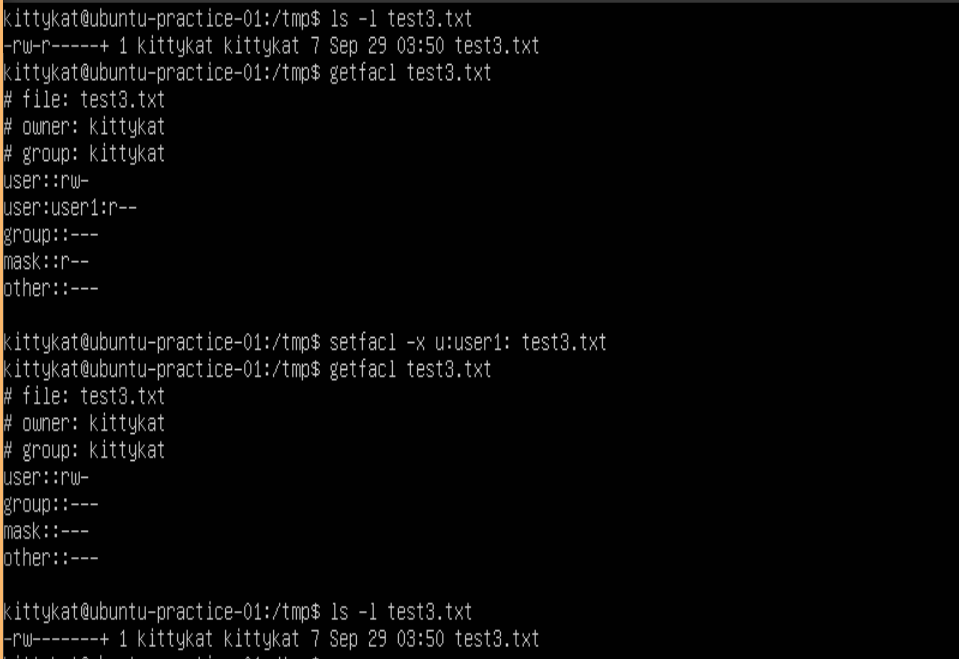 kittykat@ubuntu-practice-01:/tmp$ ls -l test3.txt
-rw-r-----+ 1 kittykat kittykat 7 Sep 29 03:50 test3.txt
kittykat@ubuntu-practice-01:/tmp$ getfacl test3.txt
# file: test3.txt
# owner: kittykat
# group: kittykat
user::rw-
user:user1:r--
group::---
mask::r--
other::---

kittykat@ubuntu-practice-01:/tmp$ setfacl -x u:user1: test3.txt
kittykat@ubuntu-practice-01:/tmp$ getfacl test3.txt
# file: test3.txt
# owner: kittykat
# group: kittykat
user::rw-
group::---
mask::---
other::---

kittykat@ubuntu-practice-01:/tmp$ ls -l test3.txt
-rw-------+ 1 kittykat kittykat 7 Sep 29 03:50 test3.txt